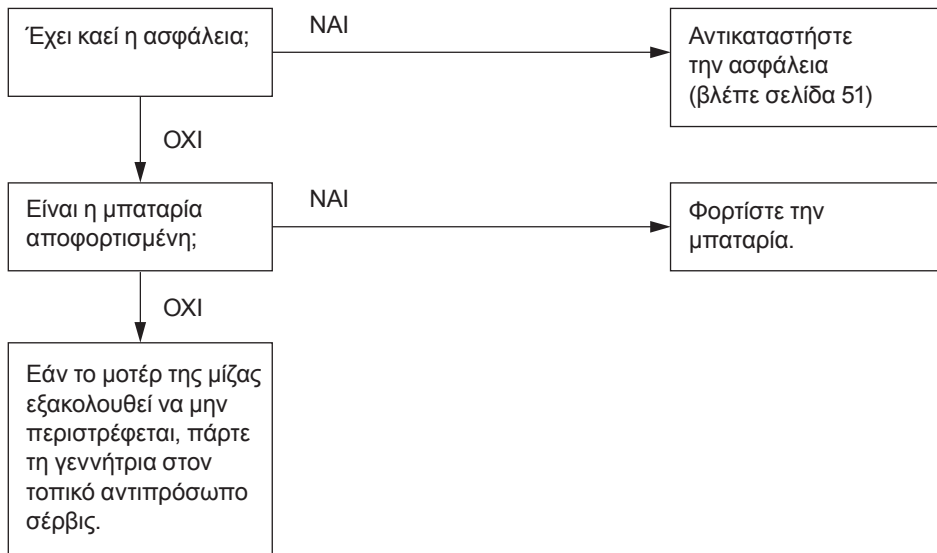 Έχει καεί η ασφάλεια;
ΝΑΙ
Αντικαταστήστε
την ασφάλεια
(βλέπε σελίδα 51)
ΟΧΙ
Είναι η μπαταρία
αποφορτισμένη;
ΝΑΙ
Φορτίστε την
μπαταρία.
ΟΧΙ
Εάν το μοτέρ της μίζας
εξακολουθεί να μην
περιστρέφεται, πάρτε
τη γεννήτρια στον
τοπικό αντιπρόσωπο
σέρβις.